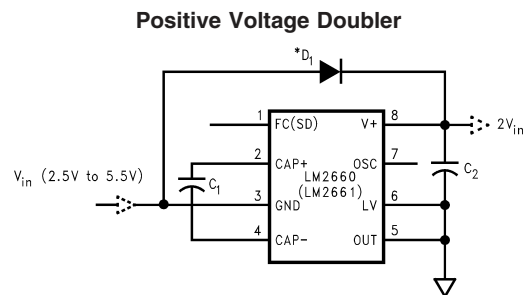 Positive Voltage Doubler
*D1
1 FC(SD) V+ 8
2Vin
2 CAP+ OSC 7
Vin (2.5V to 5.5V)
C1
LM2660
(LM2661)
C2
3 GND LV 6
4 CAP- OUT 5